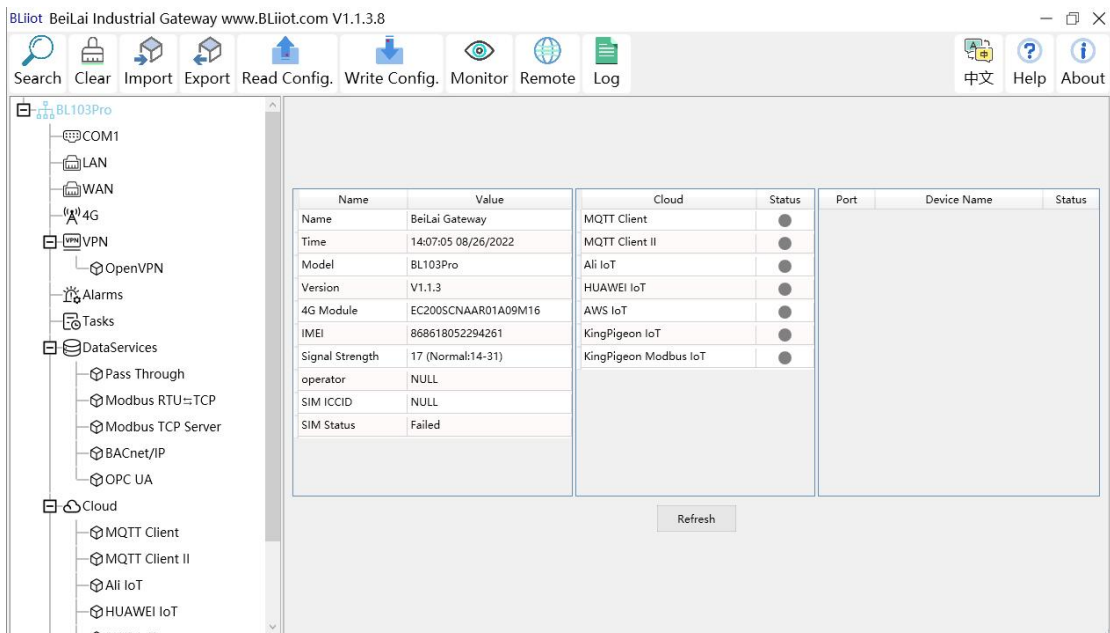 BLiiot BeiLai Industrial Gateway www.BLiiot.com V1.1.3.8
Search Clear Import Export Read Config. Write Config. Monitor Remote Log 中文 Help About
BL103Pro
COM1
LAN
WAN
4G
VPN
OpenVPN
Alarms
Tasks
DataServices
Pass Through
Modbus RTU⇆TCP
Modbus TCP Server
BACnet/IP
OPC UA
Cloud
MQTT Client
MQTT Client II
Ali IoT
HUAWEI IoT
Name Value
Name BeiLai Gateway
Time 14:07:05 08/26/2022
Model BL103Pro
Version V1.1.3
4G Module EC200SCNAAR01A09M16
IMEI 868618052294261
Signal Strength 17 (Normal:14-31)
operator NULL
SIM ICCID NULL
SIM Status Failed
Cloud Status
MQTT Client
MQTT Client II
Ali IoT
HUAWEI IoT
AWS IoT
KingPigeon IoT
KingPigeon Modbus IoT
Port Device Name Status
Refresh